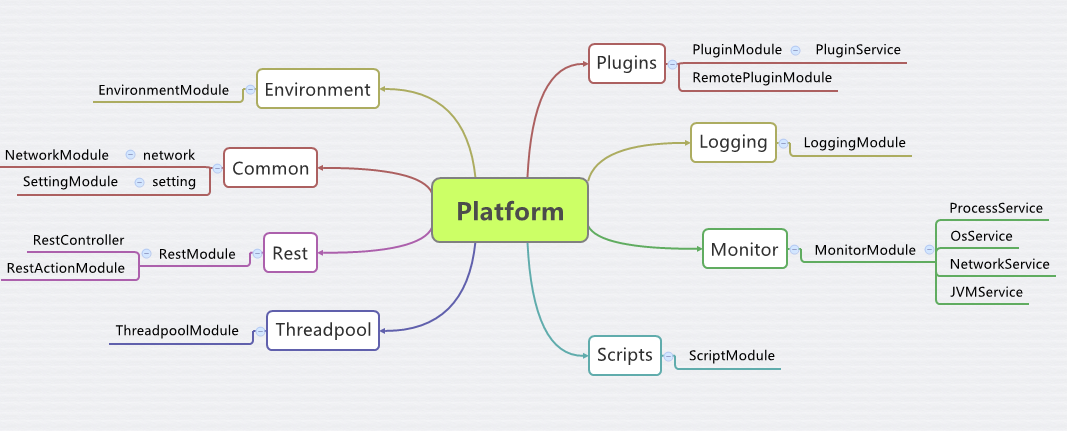 Platform
Plugins
PluginModule
PluginService
RemotePluginModule
Logging
LoggingModule
Monitor
MonitorModule
ProcessService
OsService
NetworkService
JVMService
Scripts
ScriptModule
Environment
EnvironmentModule
Common
network
NetworkModule
setting
SettingModule
Rest
RestModule
RestController
RestActionModule
Threadpool
ThreadpoolModule